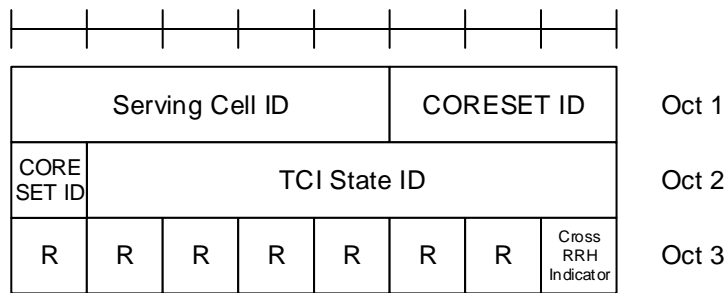 Serving Cell ID CORESET ID Oct 1
CORE
SET ID
TCI State ID Oct 2
R R R R R R R
Cross
RRH
Indicator
Oct 3